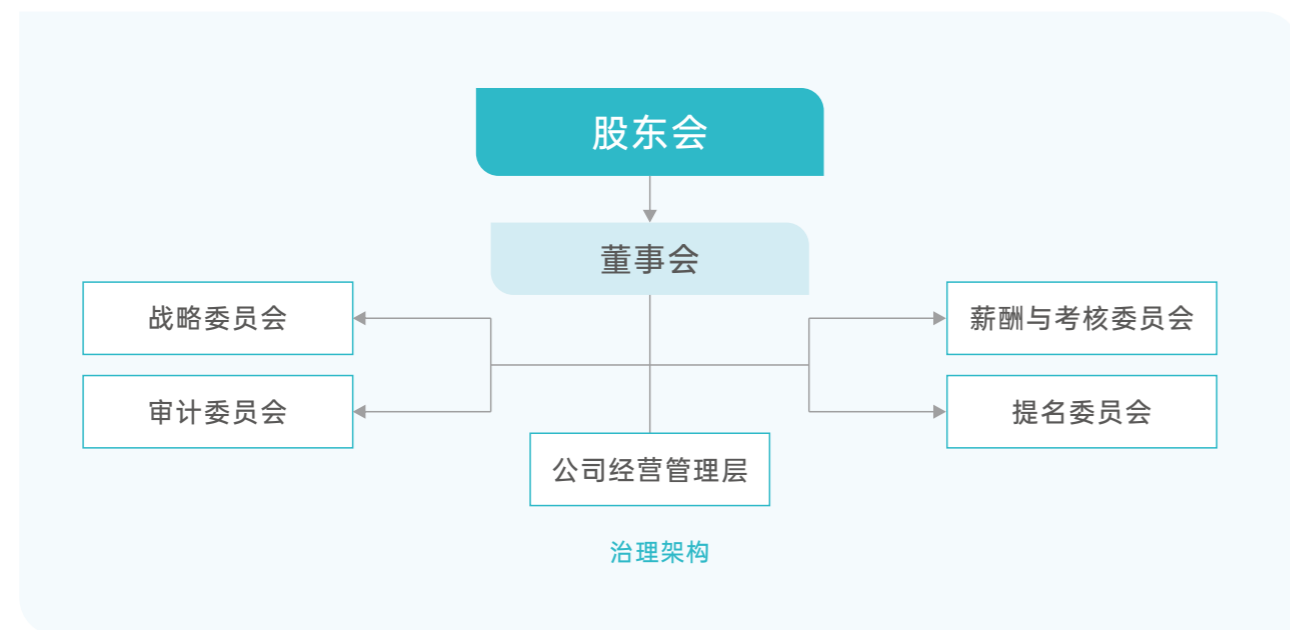 股东会
董事会
战略委员会
薪酬与考核委员会
审计委员会
提名委员会
公司经营管理层
治理架构